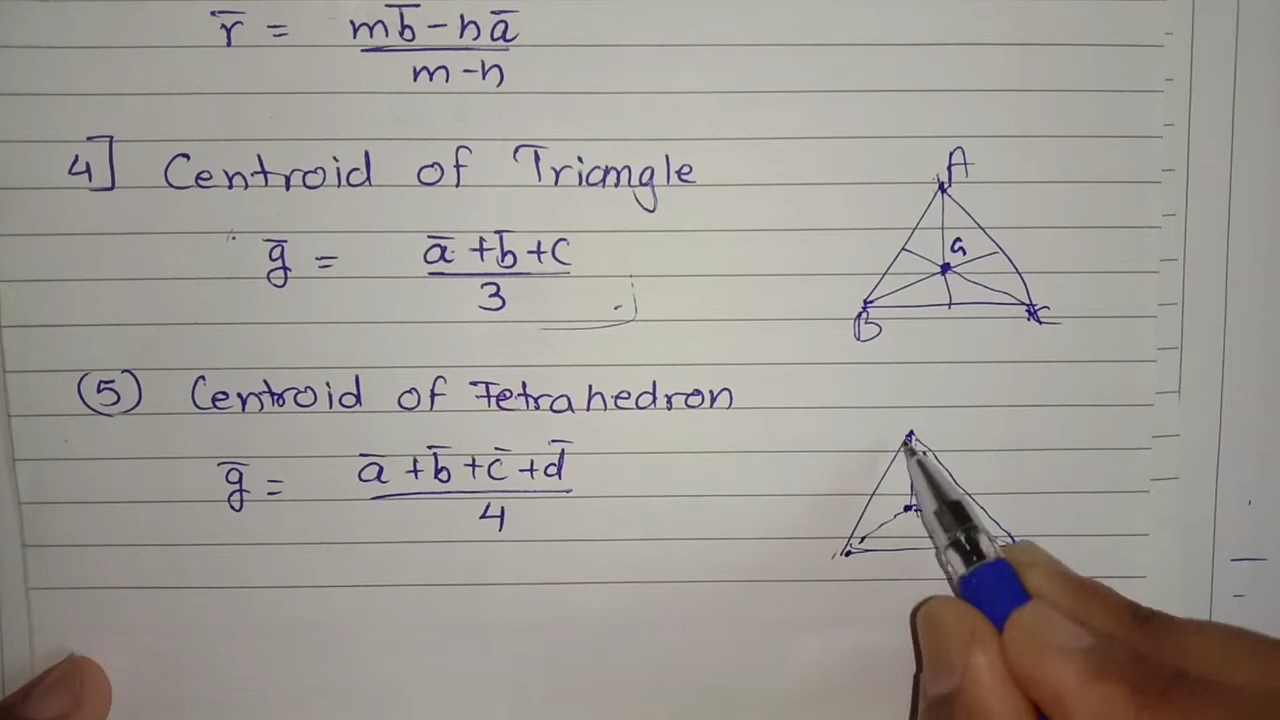 r̄ = mb̄ - nā
m - n
4] Centroid of Triangle
A
ḡ = ā + b̄ + c
3
G
B
C
(5) Centroid of Tetrahedron
ḡ = ā + b̄ + c̄ + d̄
4